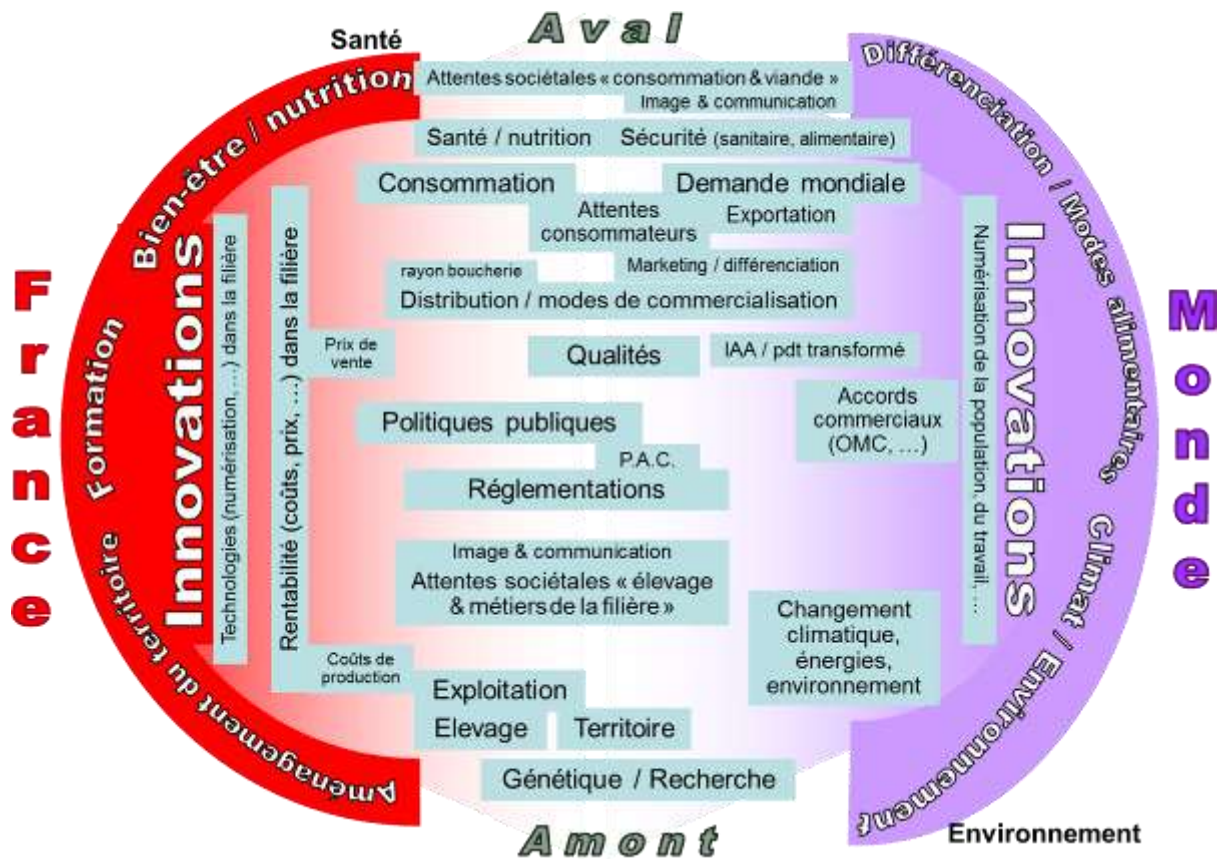 Aval
Santé
Bien-être / nutrition
Différenciation / Modes alimentaires
Attentes sociétales « consommation & viande »
Image & communication
Santé / nutrition
Sécurité (sanitaire, alimentaire)
Consommation
Demande mondiale
Attentes
consommateurs
Exportation
rayon boucherie
Marketing / différenciation
Distribution / modes de commercialisation
France
Formation
Innovations
Technologies (numérisation, …) dans la filière
Rentabilité (coûts, prix, …) dans la filière
Prix de
vente
Qualités
IAA / pdt transformé
Accords
commerciaux
(OMC, …)
Numérisation de la population, du travail, …
Innovations
Monde
Politiques publiques
P.A.C.
Réglementations
Image & communication
Attentes sociétales « élevage
& métiers de la filière »
Changement
climatique,
énergies,
environnement
Climat / Environnement
Aménagement du territoire
Coûts de
production
Exploitation
Elevage
Territoire
Génétique / Recherche
Amont
Environnement